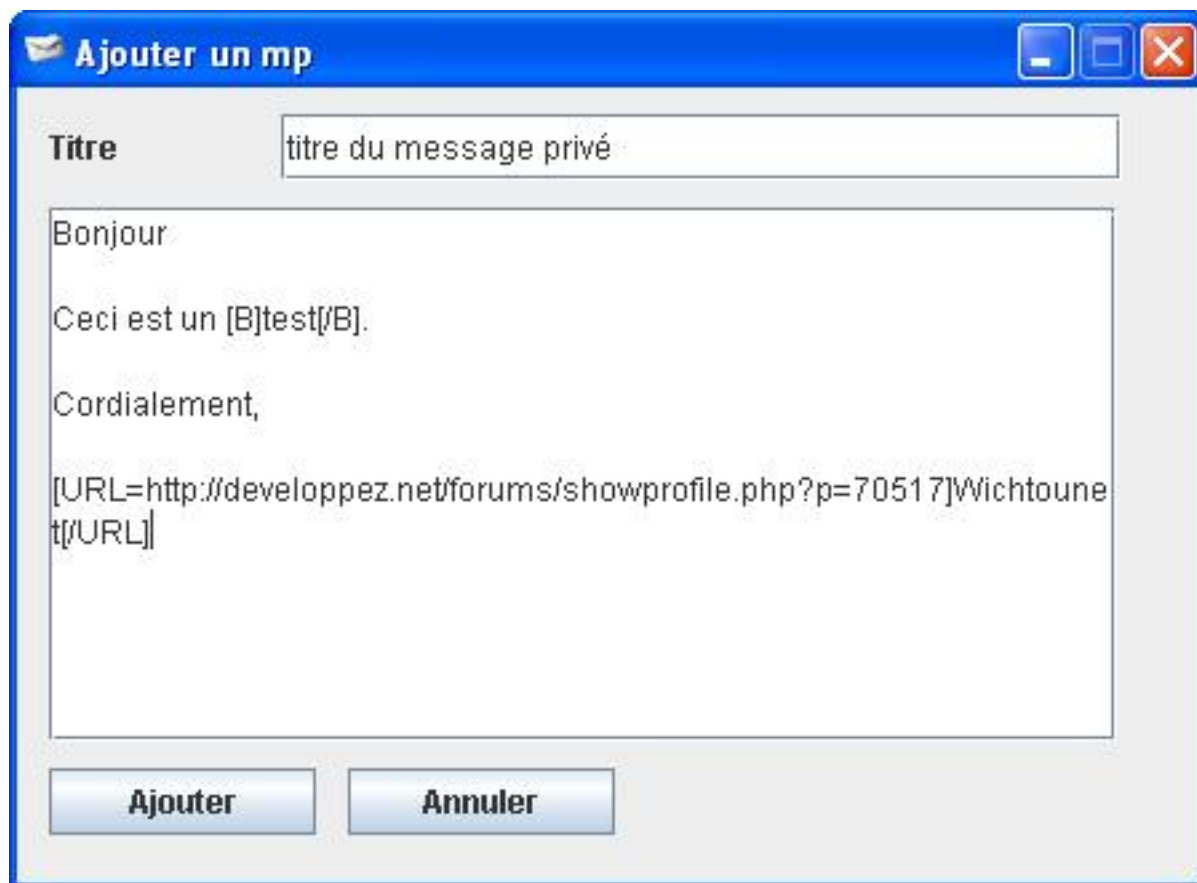 Ajouter un mp
Titre
titre du message privé
Bonjour
Ceci est un [B]test[/B].
Cordialement,
[URL=http://developpez.net/forums/showprofile.php?p=70517]Wichtoune
t[/URL]
Ajouter
Annuler